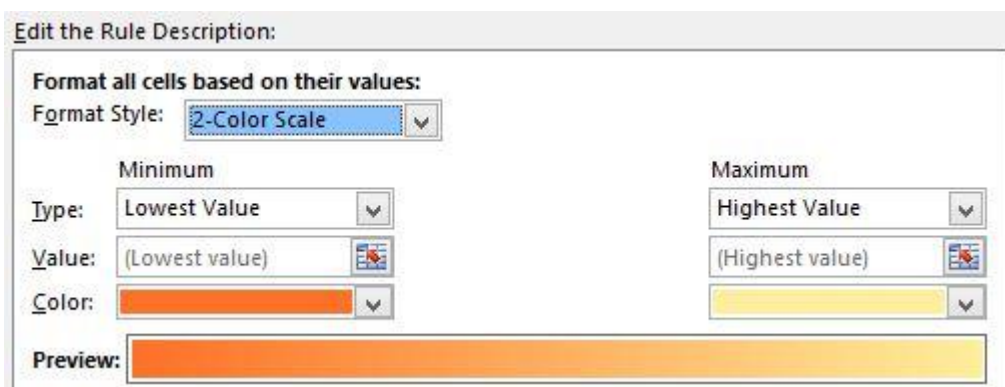 Edit the Rule Description:
Format all cells based on their values:
Format Style: 2-Color Scale
Minimum Maximum
Type: Lowest Value Highest Value
Value: (Lowest value) (Highest value)
Color:
Preview: